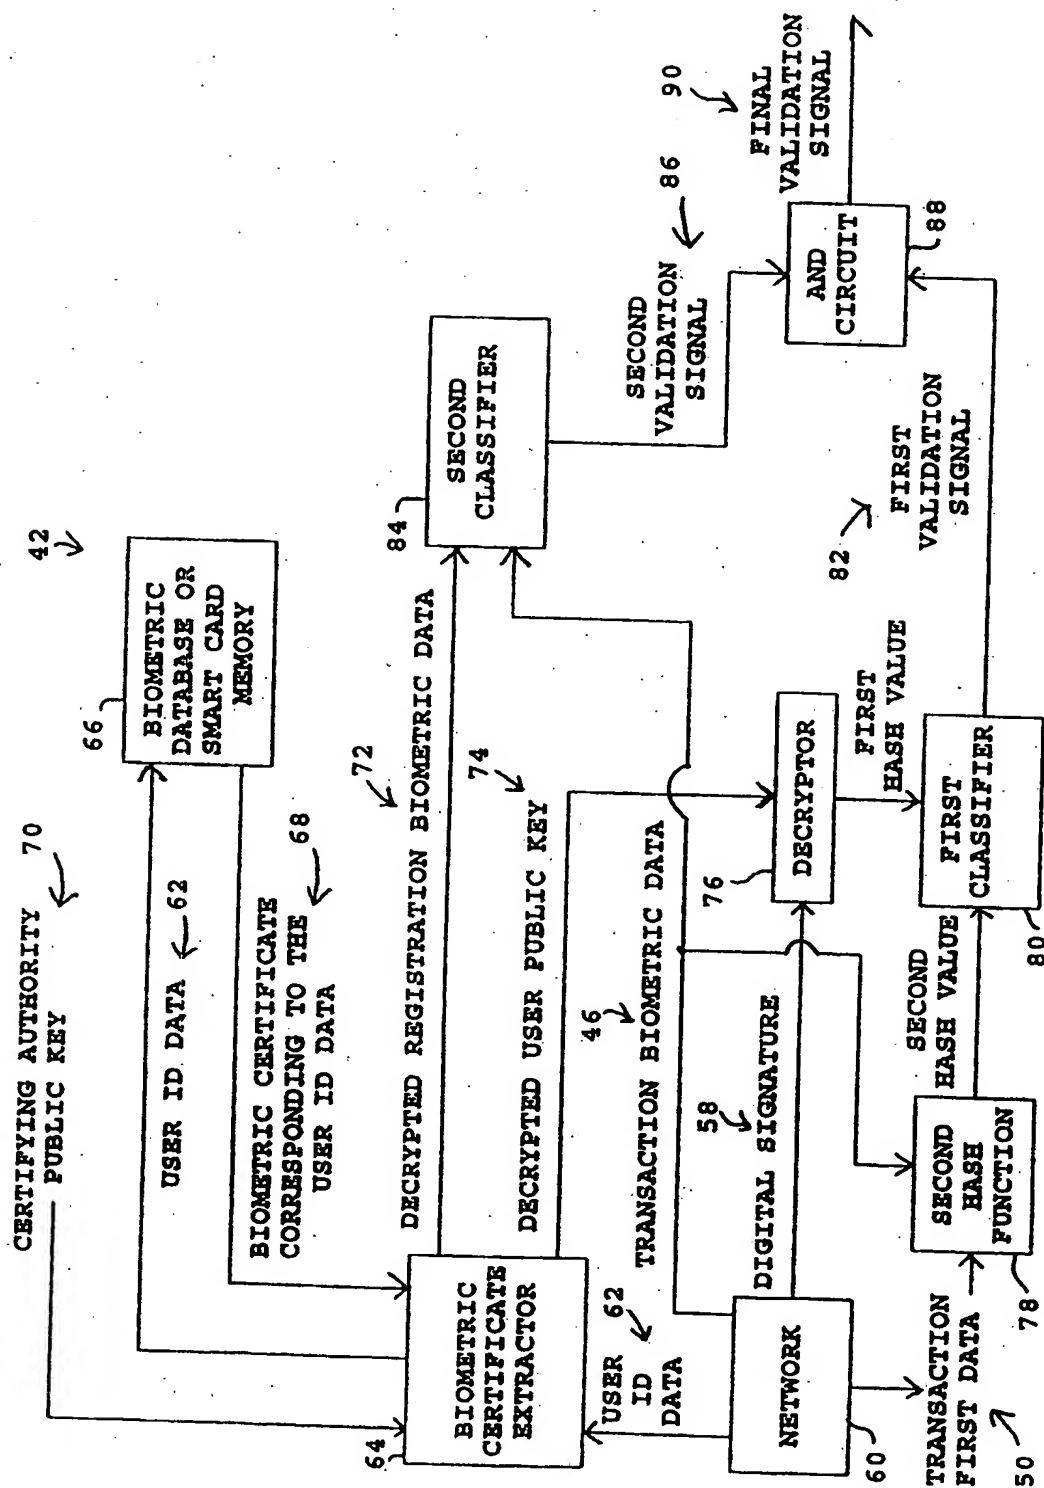 42
CERTIFYING AUTHORITY
PUBLIC KEY
70
USER ID DATA
62
66
BIOMETRIC
DATABASE OR
SMART CARD
MEMORY
BIOMETRIC CERTIFICATE
CORRESPONDING TO THE
USER ID DATA
68
64
BIOMETRIC
CERTIFICATE
EXTRACTOR
72
DECRYPTED REGISTRATION BIOMETRIC DATA
84
SECOND
CLASSIFIER
74
DECRYPTED USER PUBLIC KEY
USER
ID
DATA
62
46
TRANSACTION BIOMETRIC DATA
SECOND
VALIDATION
SIGNAL
86
NETWORK
60
58
DIGITAL SIGNATURE
76
DECRYPTOR
AND
CIRCUIT
88
90
FINAL
VALIDATION
SIGNAL
FIRST
HASH VALUE
82
FIRST
VALIDATION
SIGNAL
TRANSACTION
FIRST DATA
50
SECOND
HASH
FUNCTION
78
SECOND
HASH VALUE
FIRST
CLASSIFIER
80